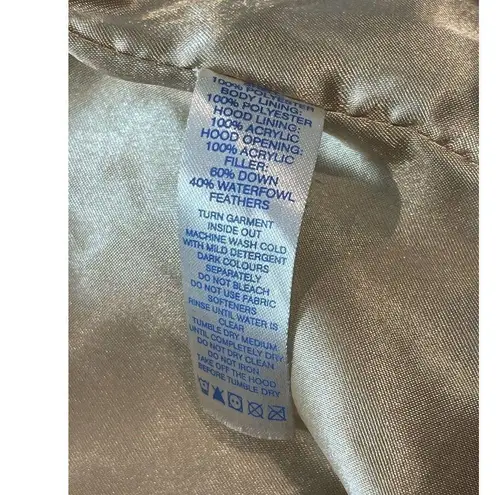 100% POLYESTER
BODY LINING:
100% POLYESTER
HOOD LINING:
100% ACRYLIC
HOOD OPENING:
100% ACRYLIC
FILLER:
60% DOWN
40% WATERFOWL
FEATHERS
TURN GARMENT
INSIDE OUT
MACHINE WASH COLD
WITH MILD DETERGENT
DARK COLOURS
SEPARATELY
DO NOT BLEACH
DO NOT USE FABRIC
SOFTENERS
RINSE UNTIL WATER IS
CLEAR
TUMBLE DRY MEDIUM
UNTIL COMPLETELY DRY
DO NOT DRY CLEAN
DO NOT IRON
TAKE OFF THE HOOD
BEFORE TUMBLE DRY